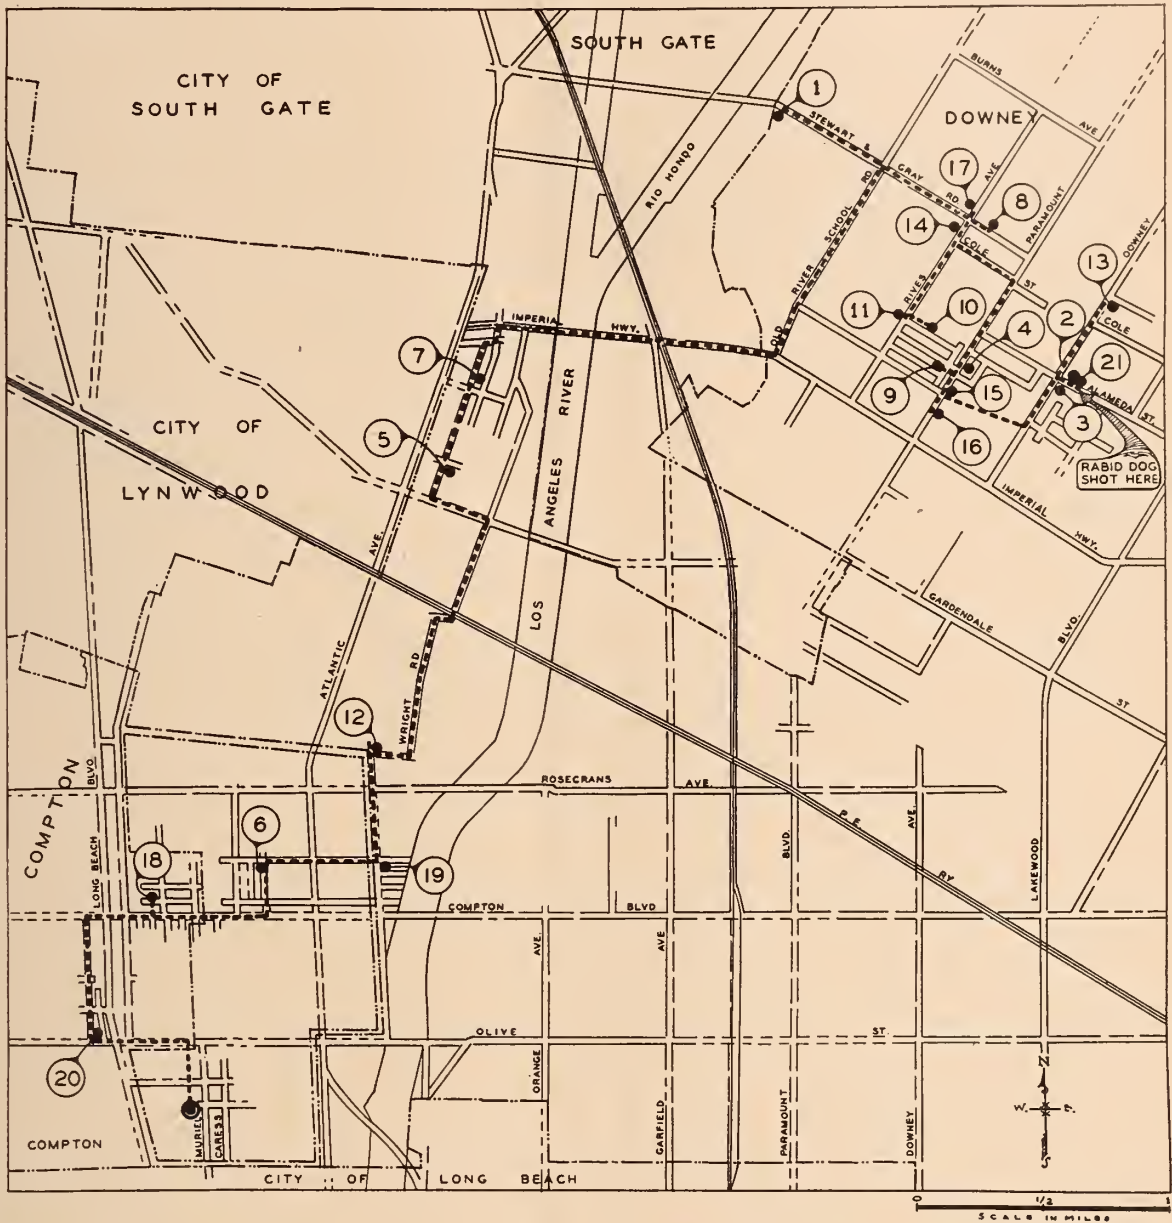 SOUTH GATE
CITY OF
SOUTH GATE
1
BURNS
AVE.
DOWNEY
STEWART &
GRAY
RD.
RIO HONDO
17
AVE
8
14
PARAMOUNT
DOWNEY
COLE
ST
13
OLD
RIVER
SCHOOL
RD
RIVES
11
10
4
2
COLE
IMPERIAL
HWY.
7
9
15
21
ALAMEDA
ST.
3
16
RABID DOG
SHOT HERE
CITY OF
LYNWOOD
5
LOS
ANGELES
RIVER
IMPERIAL
HWY.
ATLANTIC
AVE.
GARDENDALE
ST
BLVD.
WRIGHT
RD
12
COMPTON
LONG BEACH
BLVD.
ROSECRANS
AVE.
P. E.
RY
6
18
19
BLVD.
AVE.
LAKEWOOD
COMPTON
BLVD
AVE.
AVE
OLIVE
ST.
20
ORANGE
GARFIELD
PARAMOUNT
DOWNEY
N
W.
E.
S
MURIEL
CARESS
COMPTON
CITY OF LONG BEACH
0
1/2
1
SCALE IN MILES